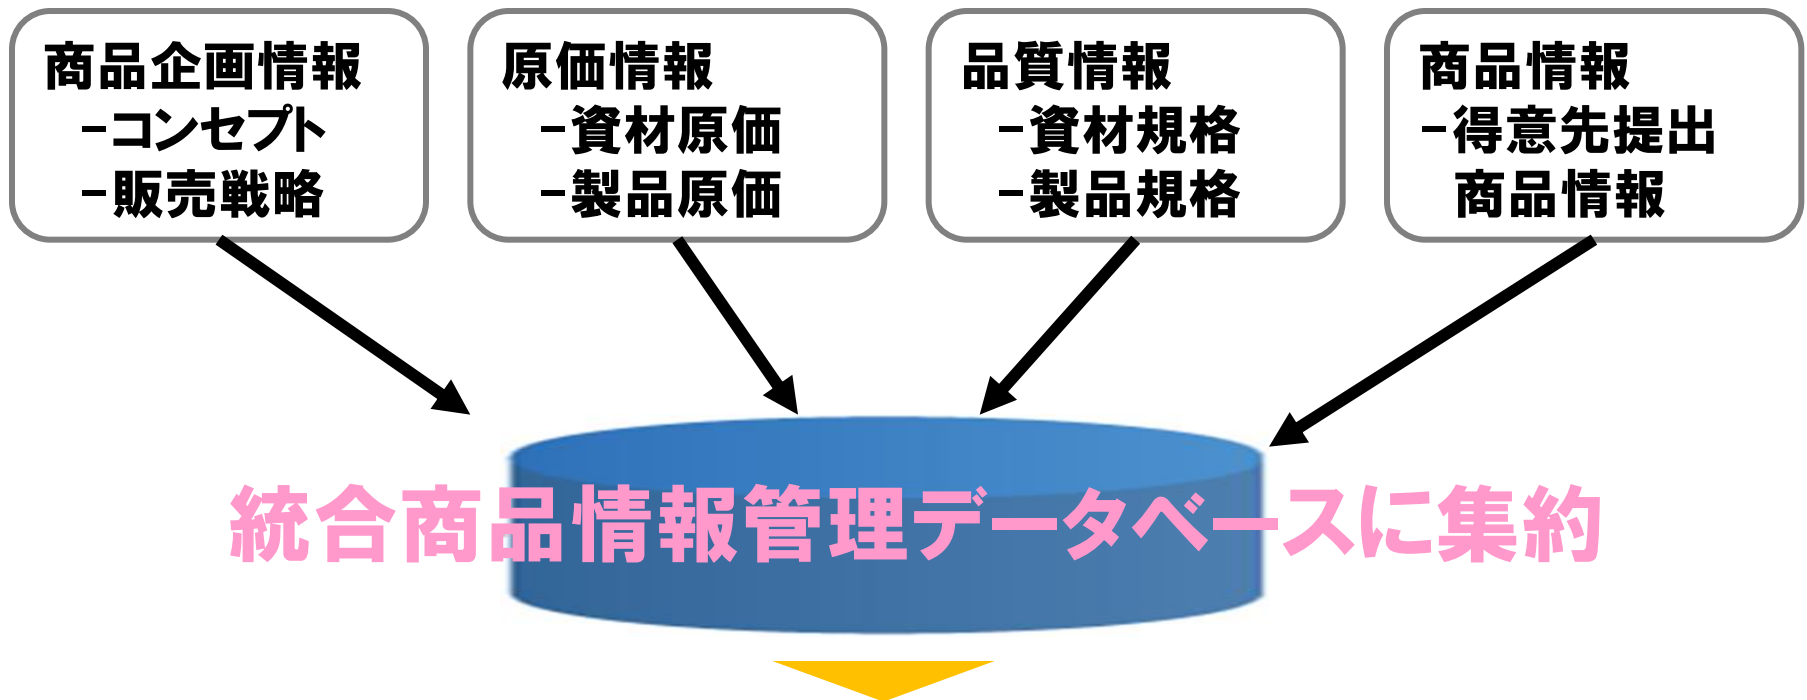 商品企画情報
－コンセプト
－販売戦略
原価情報
－資材原価
－製品原価
品質情報
－資材規格
－製品規格
商品情報
－得意先提出
商品情報
統合商品情報管理データベースに集約